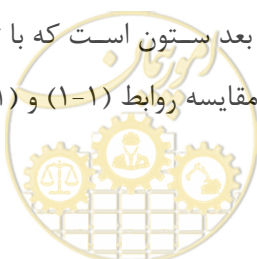 بعد ستون است که با
مقایسه روابط (۱-۱) و (۱